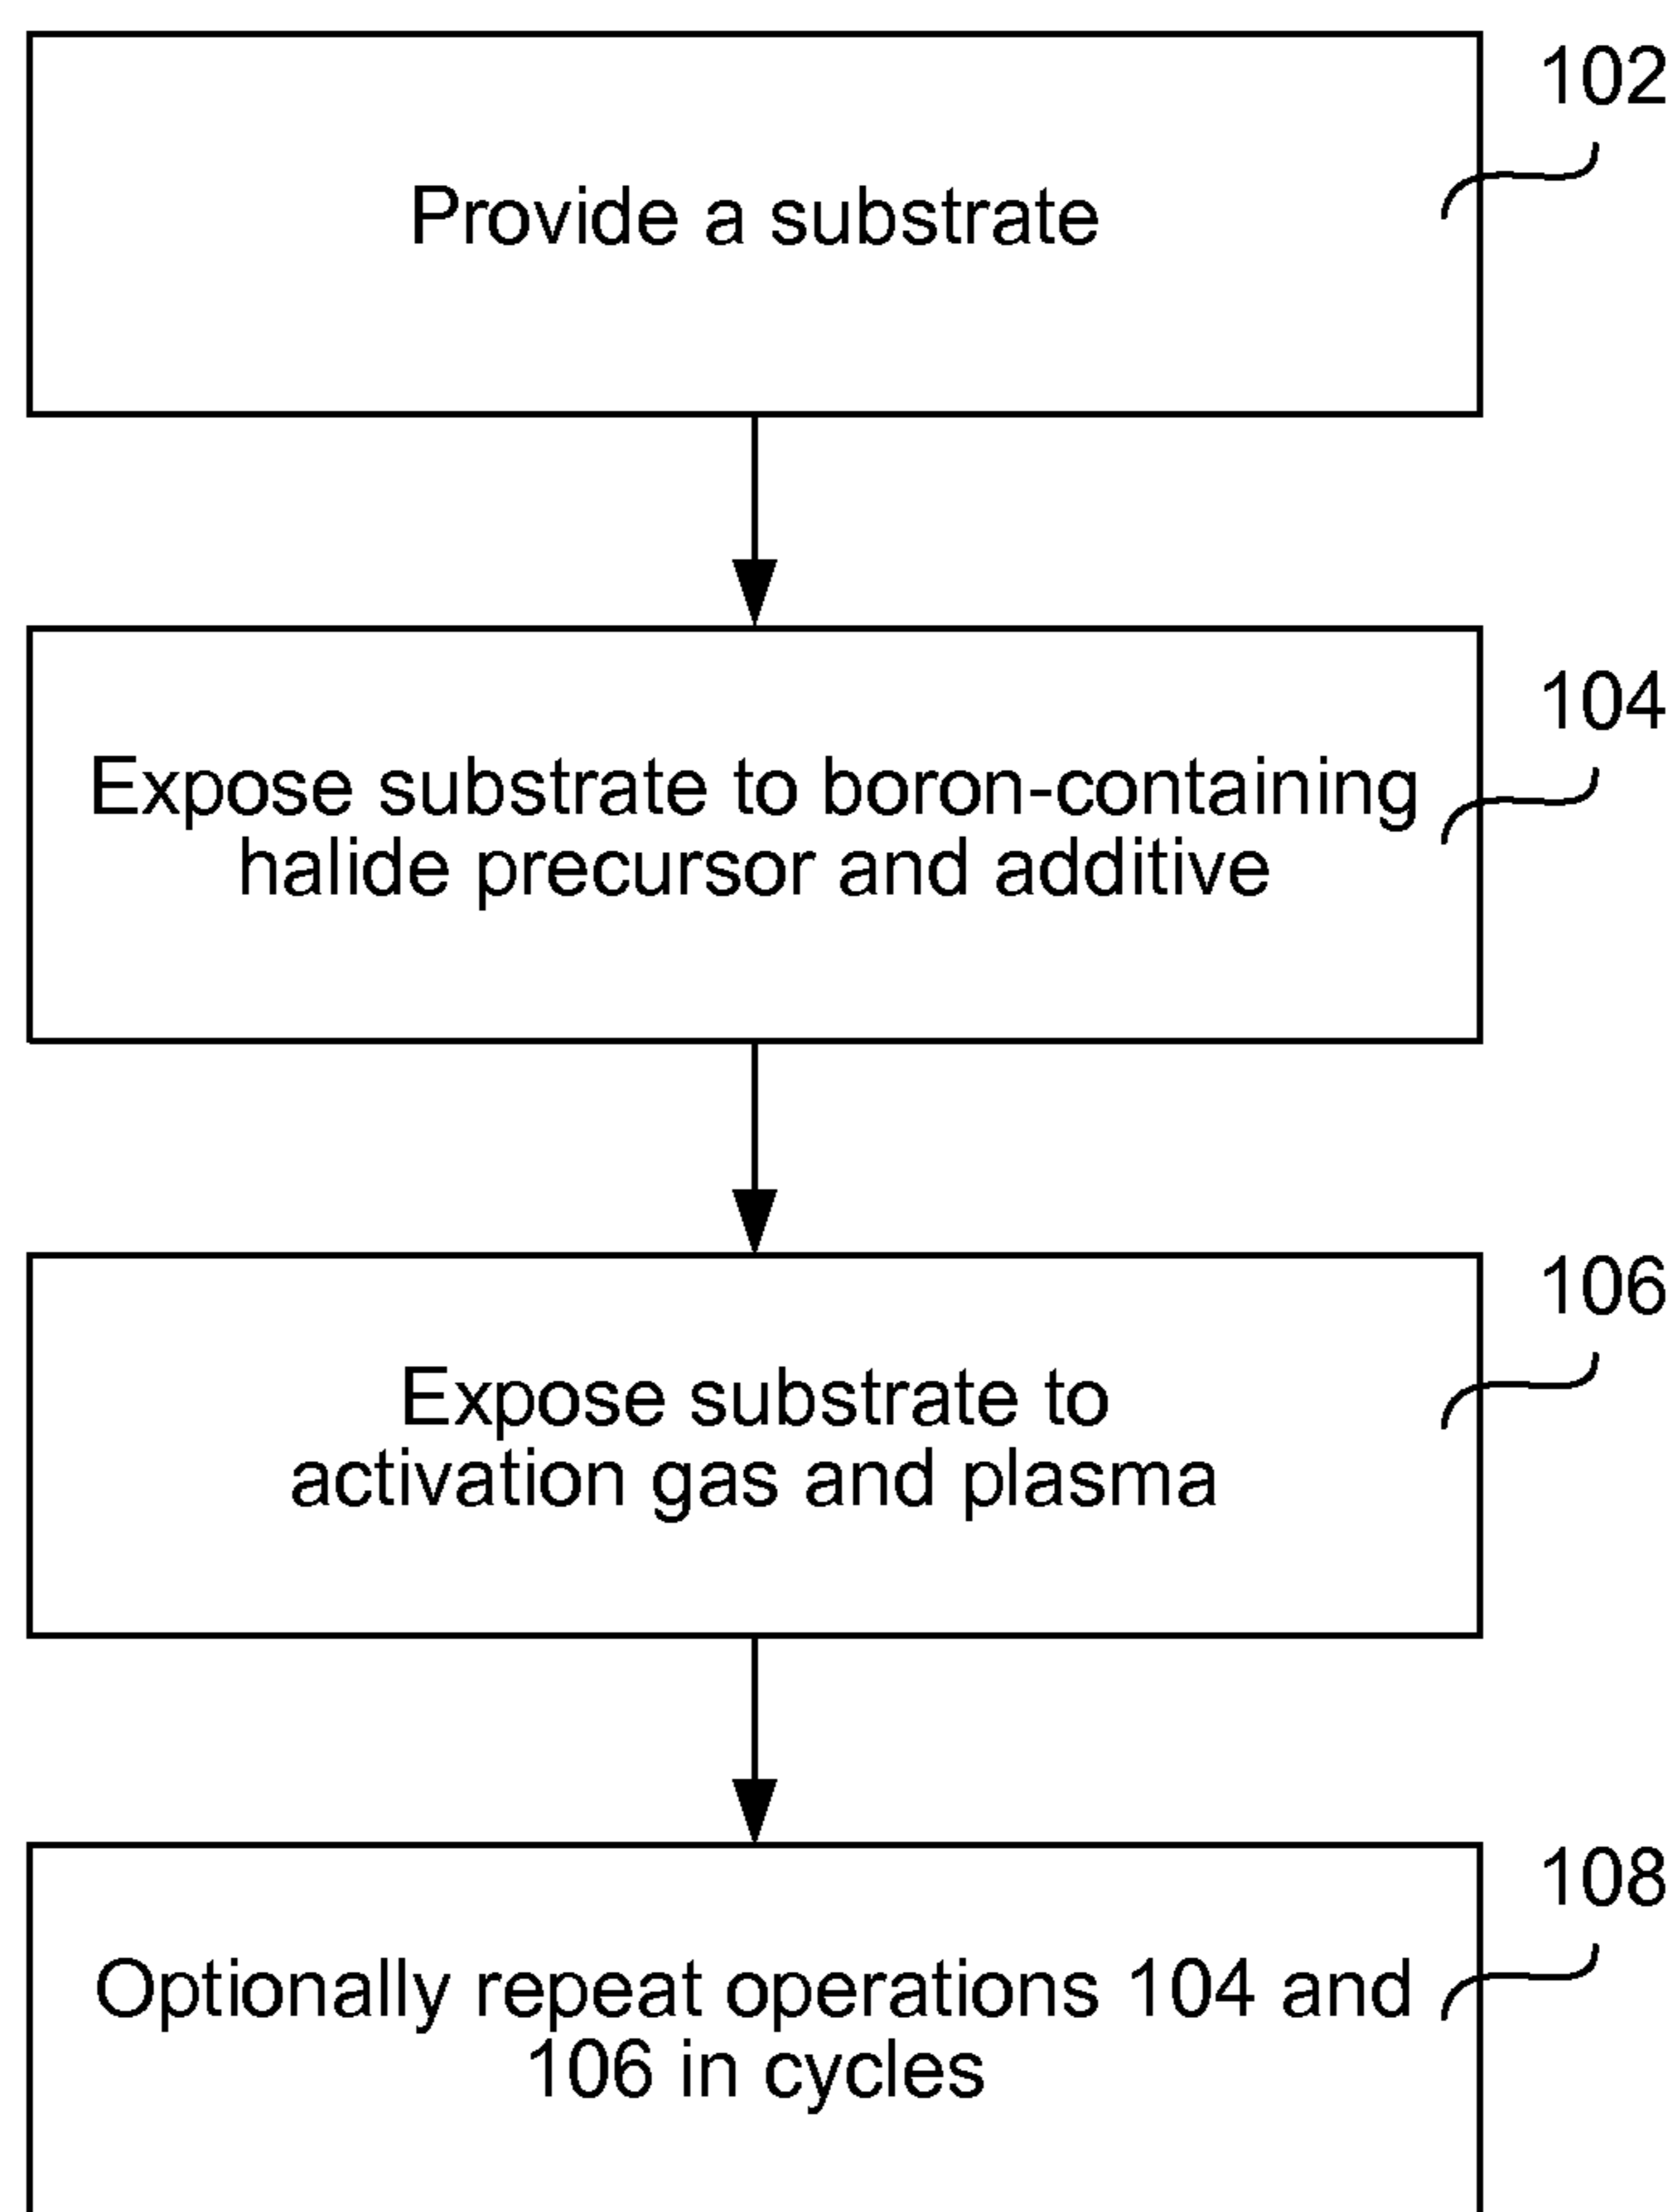 102
Provide a substrate
104
Expose substrate to boron-containing
halide precursor and additive
106
Expose substrate to
activation gas and plasma
108
Optionally repeat operations 104 and
106 in cycles